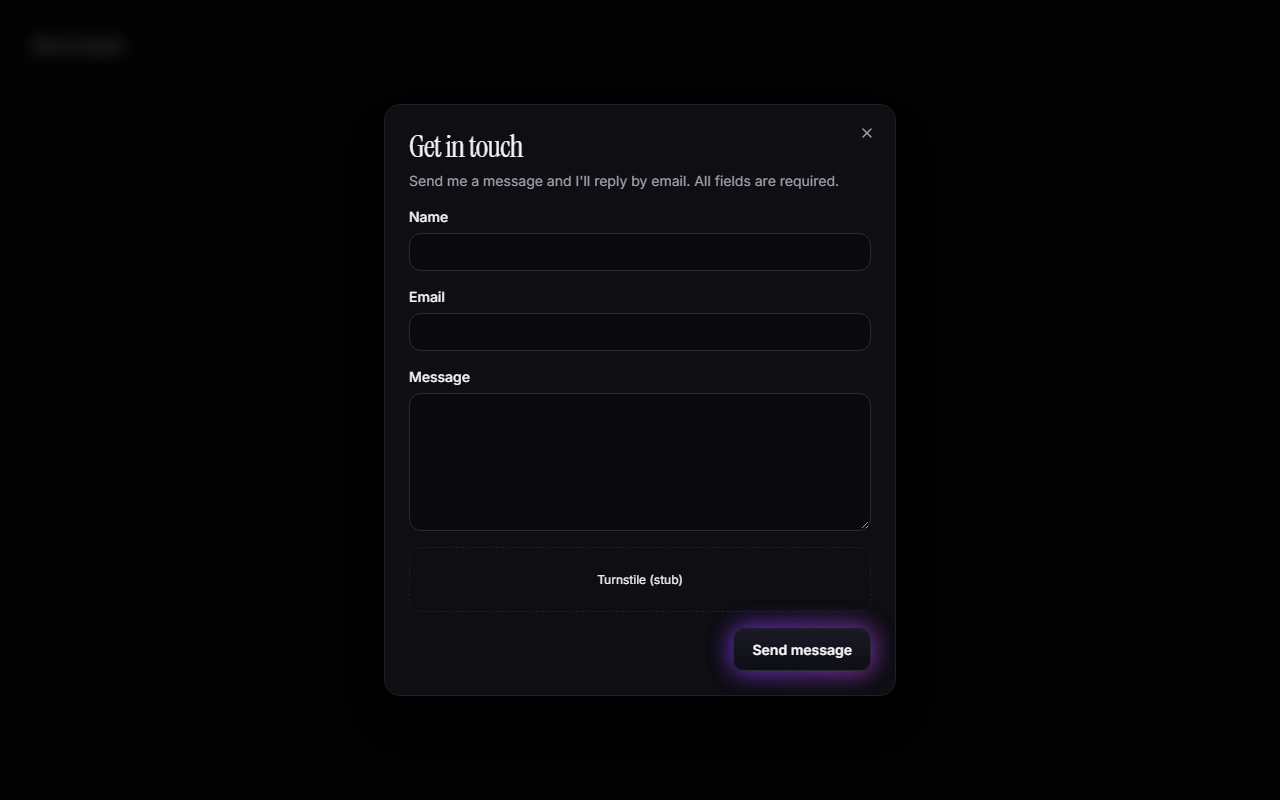 Get in touch
Send me a message and I'll reply by email. All fields are required.
Name
Email
Message
Turnstile (stub)
Send message